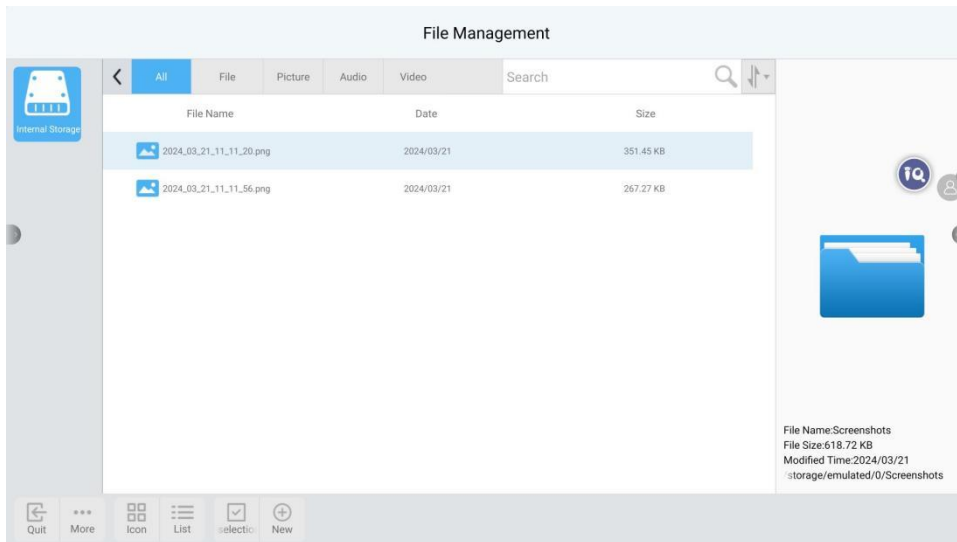 File Management
All File Picture Audio Video Search
Internal Storage
File Name Date Size
2024_03_21_11_11_20.png 2024/03/21 351.45 KB
2024_03_21_11_11_56.png 2024/03/21 267.27 KB
iQ
File Name:Screenshots
File Size:618.72 KB
Modified Time:2024/03/21
/storage/emulated/0/Screenshots
Quit More Icon List selectio New